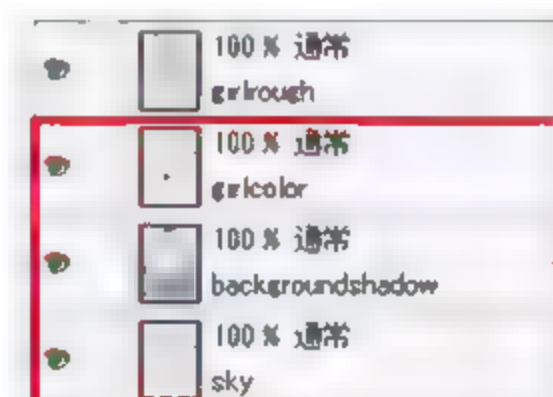 100 % 通常
girlrough
100 % 通常
girlcolor
100 % 通常
backgroundshadow
100 % 通常
sky